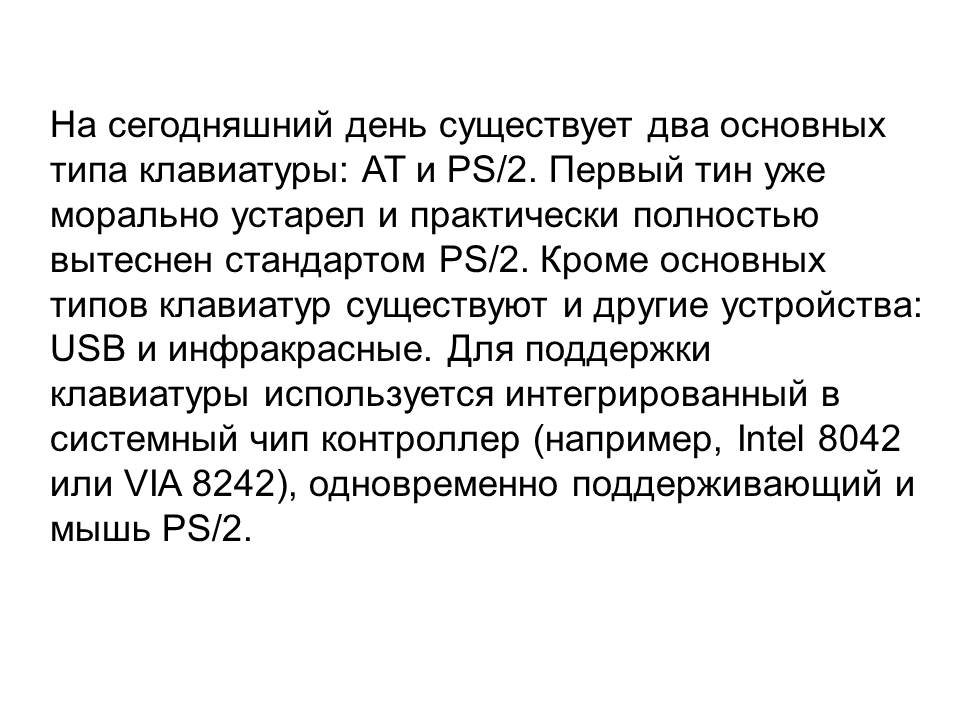 На сегодняшний день существует два основных
типа клавиатуры: AT и PS/2. Первый тин уже
морально устарел и практически полностью
вытеснен стандартом PS/2. Кроме основных
типов клавиатур существуют и другие устройства:
USB и инфракрасные. Для поддержки
клавиатуры используется интегрированный в
системный чип контроллер (например, Intel 8042
или VIA 8242), одновременно поддерживающий и
мышь PS/2.